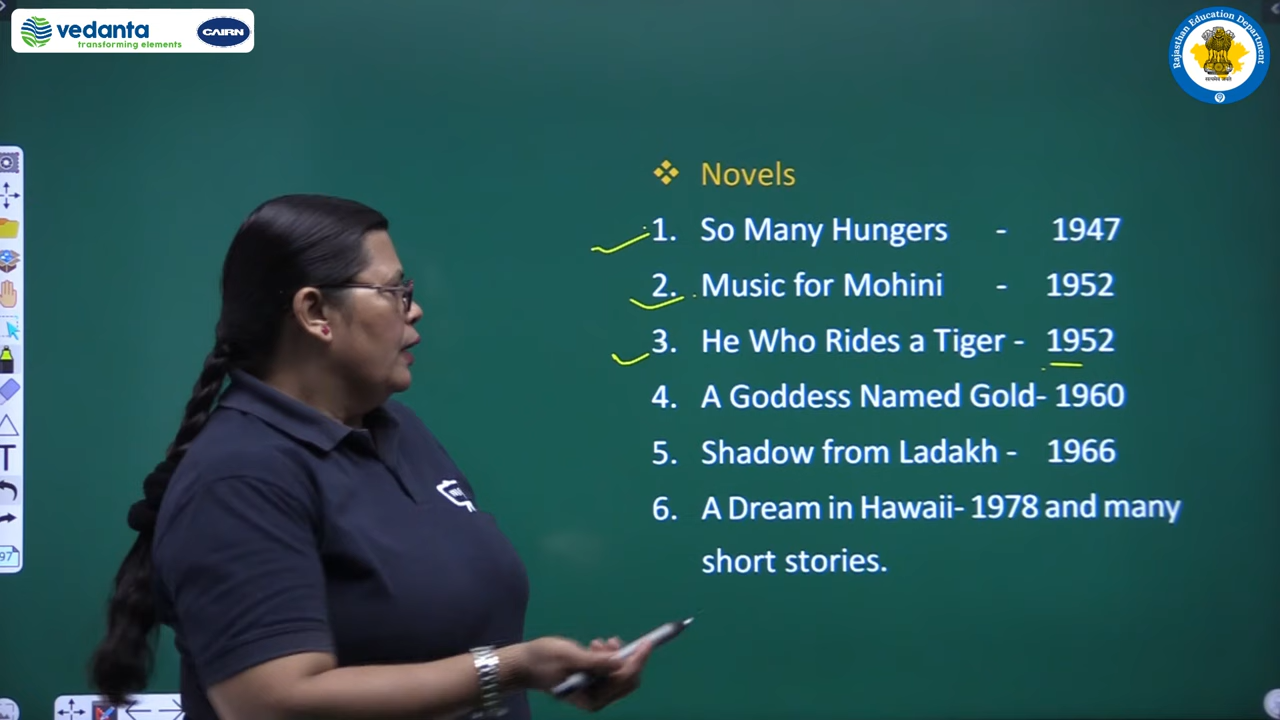 vedanta
transforming elements
CAIRN
Rajasthan Education Department
❖ Novels
1. So Many Hungers - 1947
2. Music for Mohini - 1952
3. He Who Rides a Tiger - 1952
4. A Goddess Named Gold- 1960
5. Shadow from Ladakh - 1966
6. A Dream in Hawaii- 1978 and many
short stories.
T
97